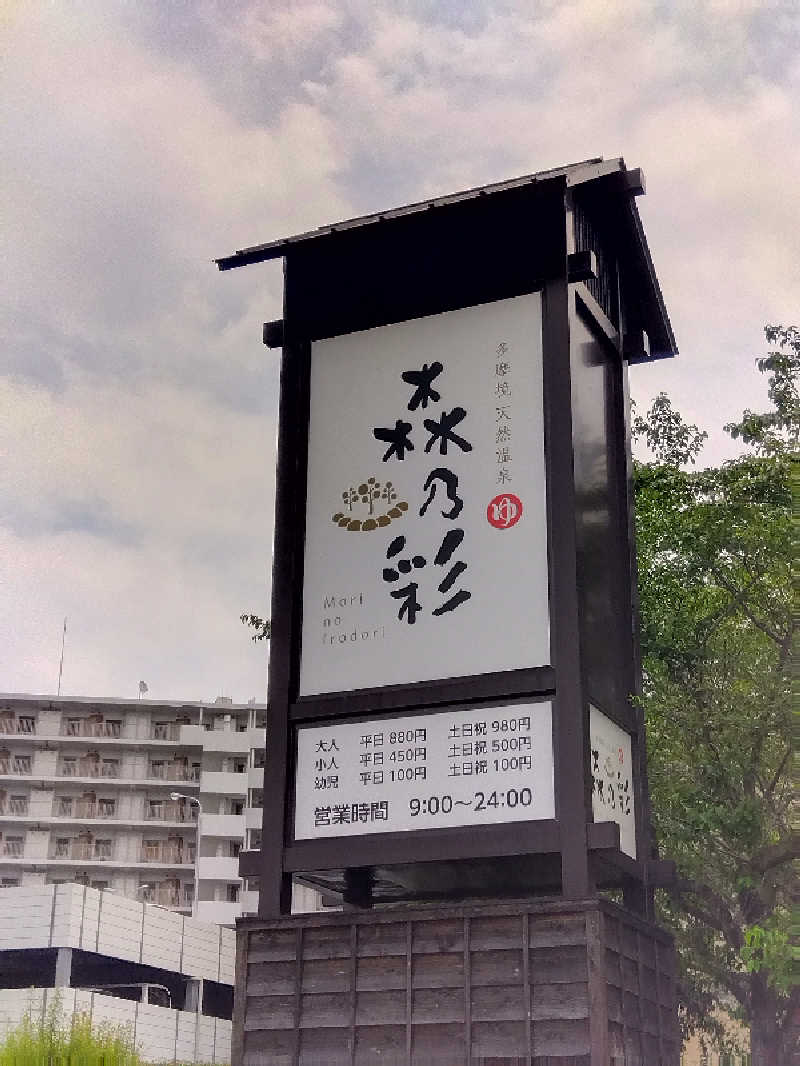 多摩境天然温泉
ゆ
森乃彩
Mori
no
Irodori
大人 平日 880円 土日祝 980円
小人 平日 450円 土日祝 500円
幼児 平日 100円 土日祝 100円
営業時間 9:00～24:00
森乃彩